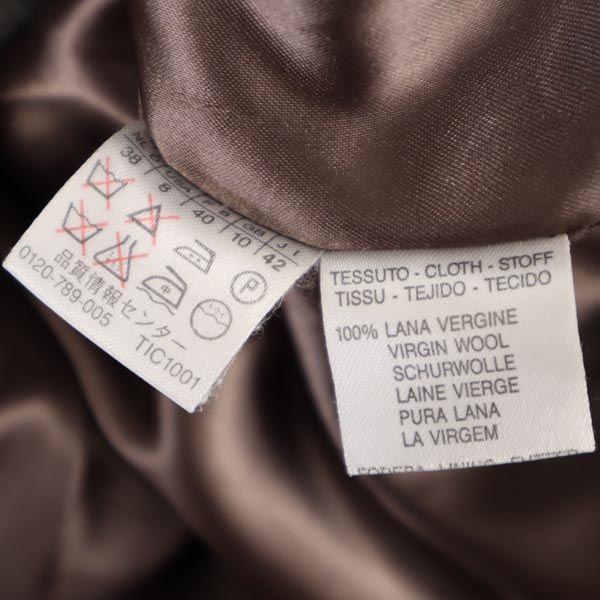 38 8 40 10 42
P
品質情報センター
0120-789-005 TIC1001
TESSUTO - CLOTH - STOFF
TISSU - TEJIDO - TECIDO
100% LANA VERGINE
VIRGIN WOOL
SCHURWOLLE
LAINE VIERGE
PURA LANA
LA VIRGEM